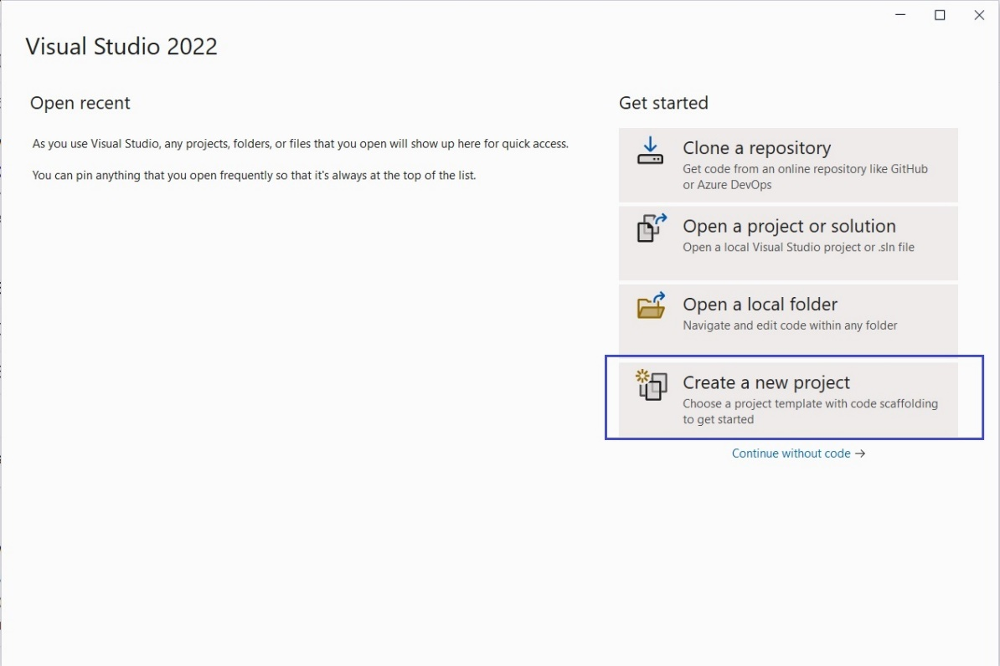 Visual Studio 2022
Open recent
As you use Visual Studio, any projects, folders, or files that you open will show up here for quick access.
You can pin anything that you open frequently so that it's always at the top of the list.
Get started
Clone a repository
Get code from an online repository like GitHub
or Azure DevOps
Open a project or solution
Open a local Visual Studio project or .sln file
Open a local folder
Navigate and edit code within any folder
Create a new project
Choose a project template with code scaffolding
to get started
Continue without code →